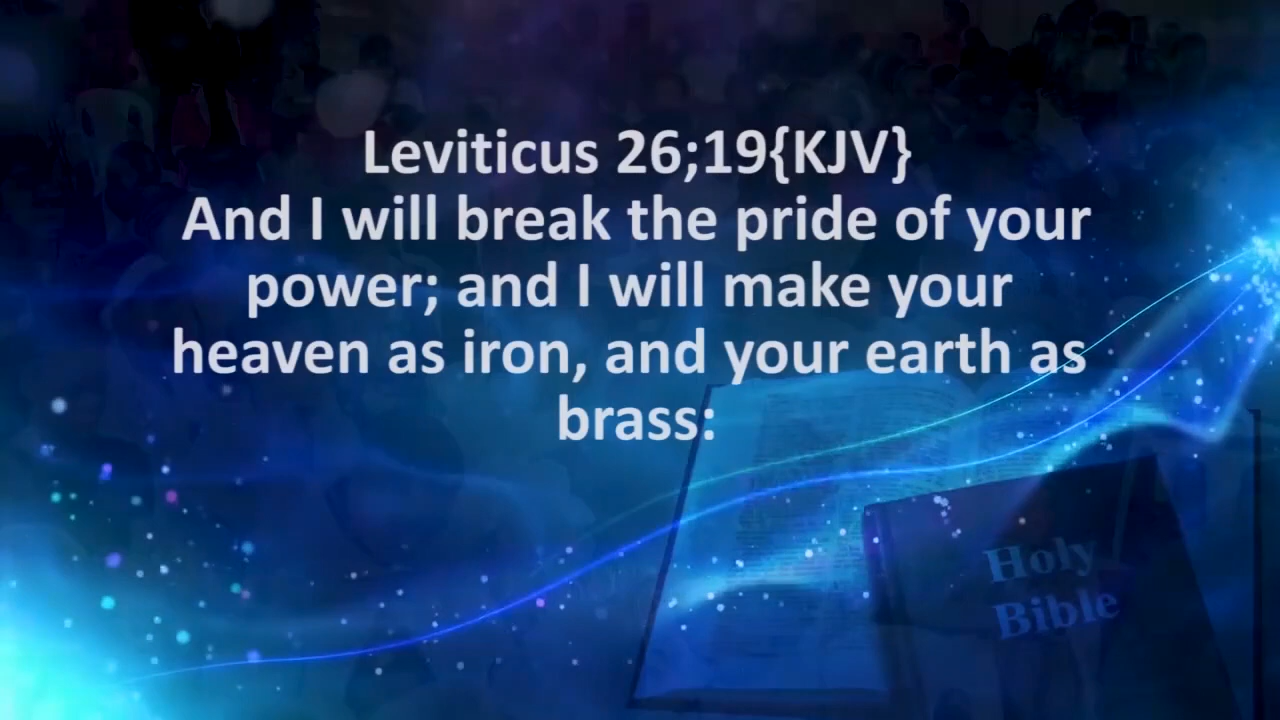 Leviticus 26;19{KJV}
And I will break the pride of your
power; and I will make your
heaven as iron, and your earth as
brass:
Holy
Bible